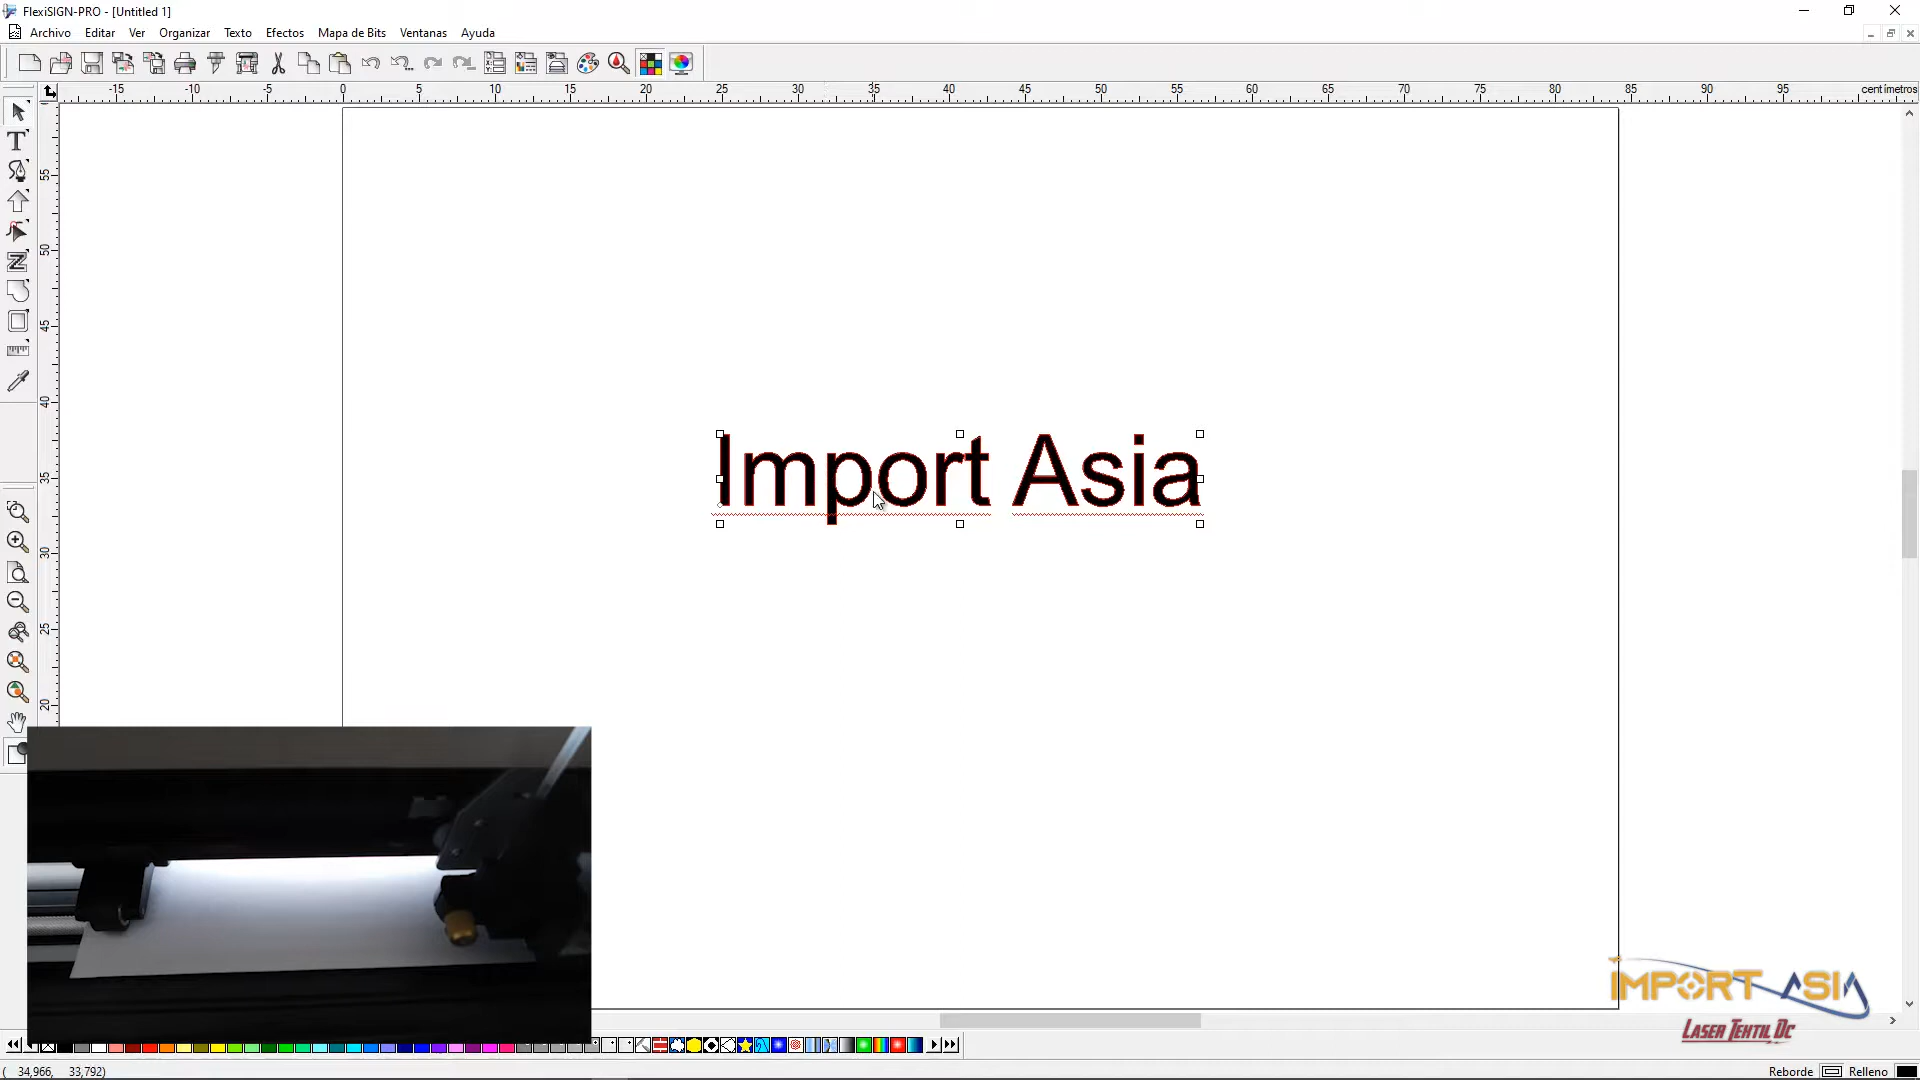 FlexiSIGN-PRO - [Untitled 1]
Archivo Editar Ver Organizar Texto Efectos Mapa de Bits Ventanas Ayuda
-15 -10 -5 0 5 10 15 20 25 30 35 40 45 50 55 60 65 70 75 80 85 90 95 centímetros
55
50
45
40
35
30
25
20
Import Asia
IMPORT ASIA
LASER TEXTIL DC
( 34,966, 33,792)
Reborde Relleno